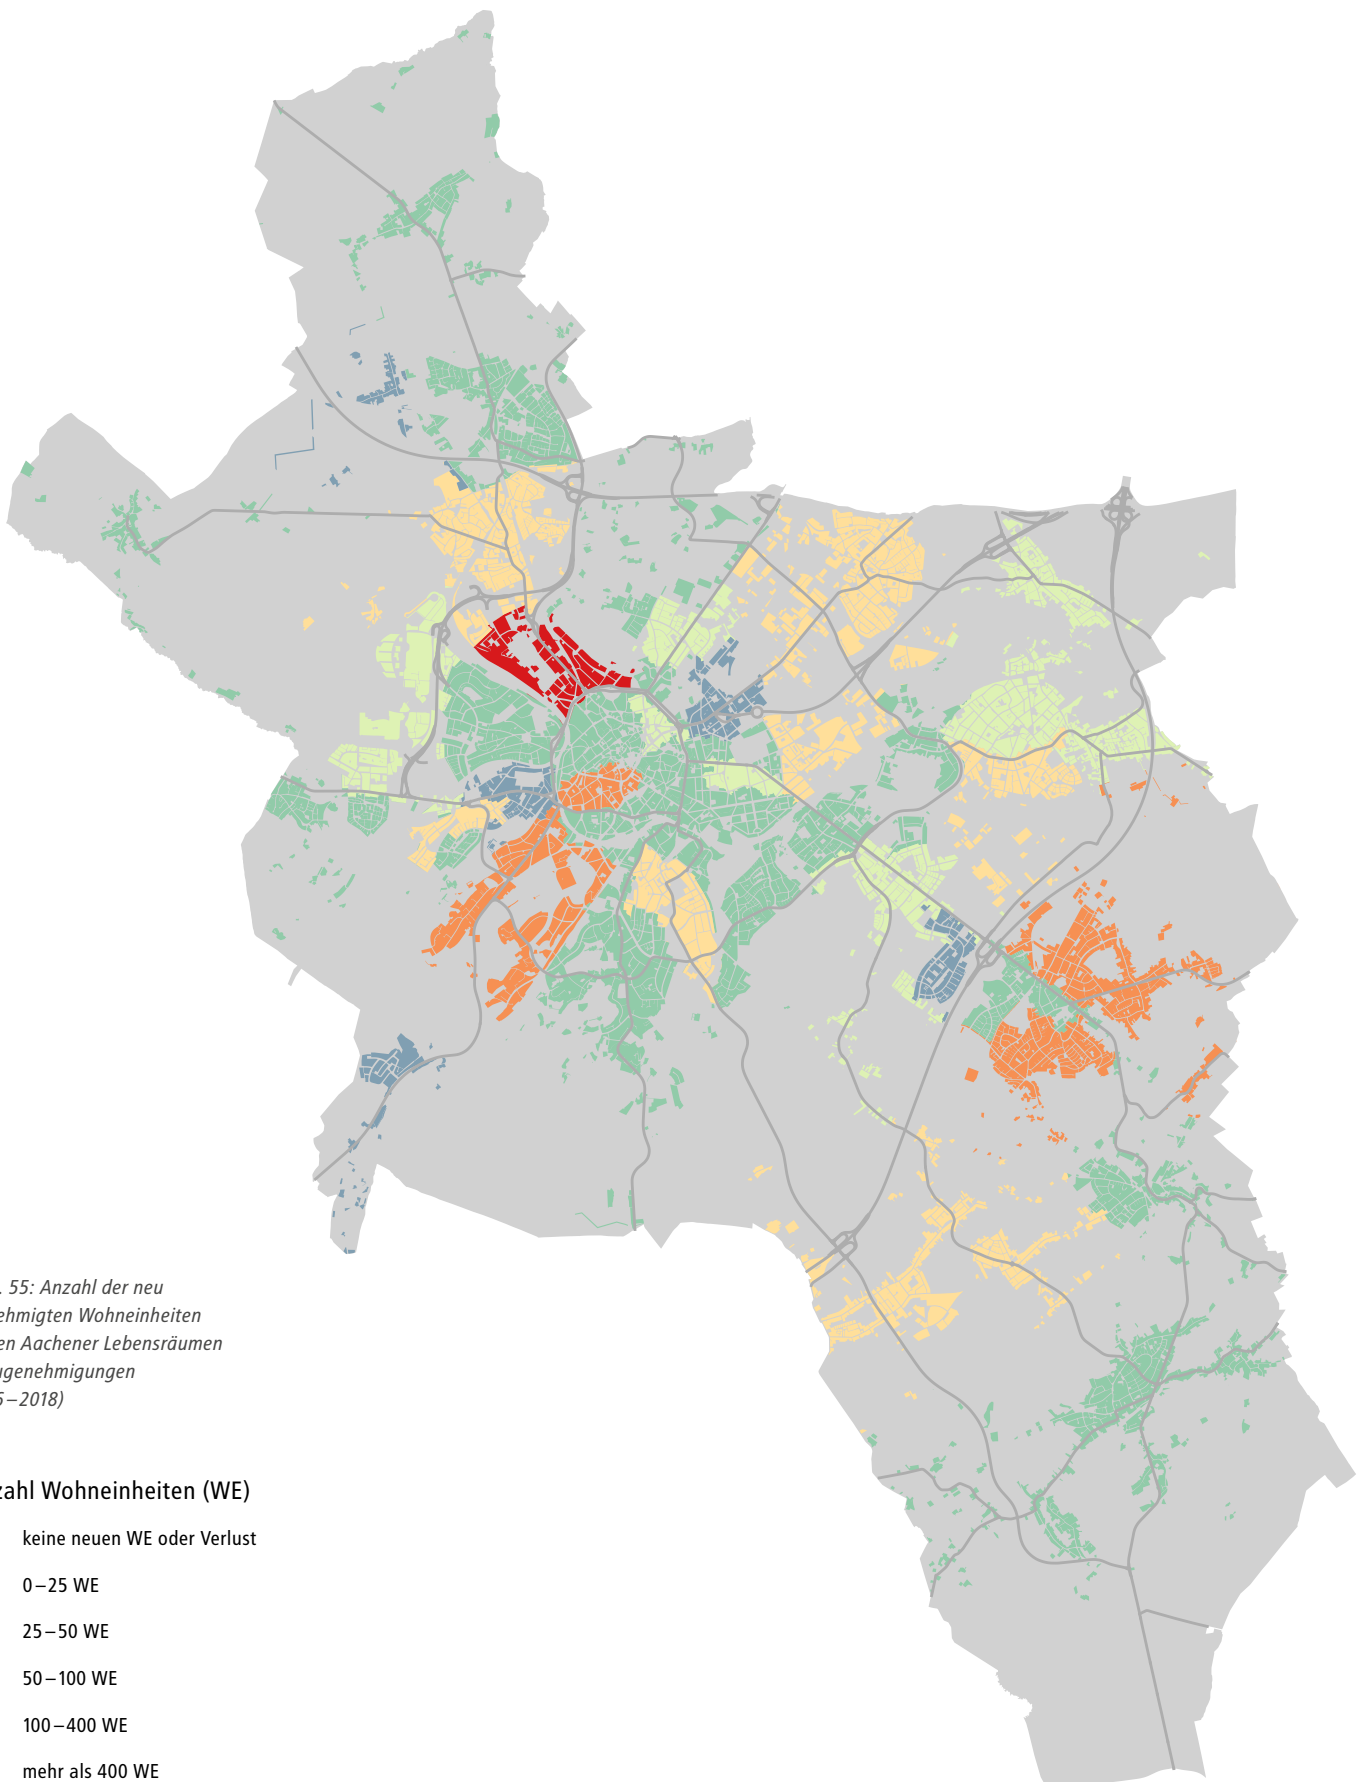 . 55: Anzahl der neu
ehmigten Wohneinheiten
en Aachener Lebensräumen
ugenehmigungen
5–2018)
zahl Wohneinheiten (WE)
keine neuen WE oder Verlust
0–25 WE
25–50 WE
50–100 WE
100–400 WE
mehr als 400 WE